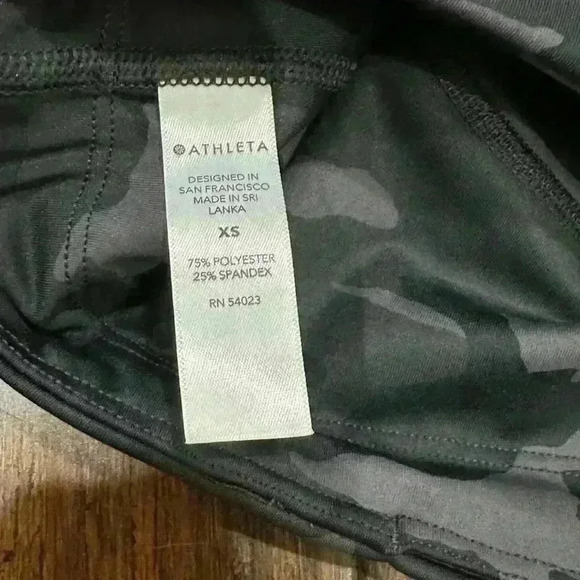 ATHLETA
DESIGNED IN
SAN FRANCISCO
MADE IN SRI
LANKA
XS
75% POLYESTER
25% SPANDEX
RN 54023